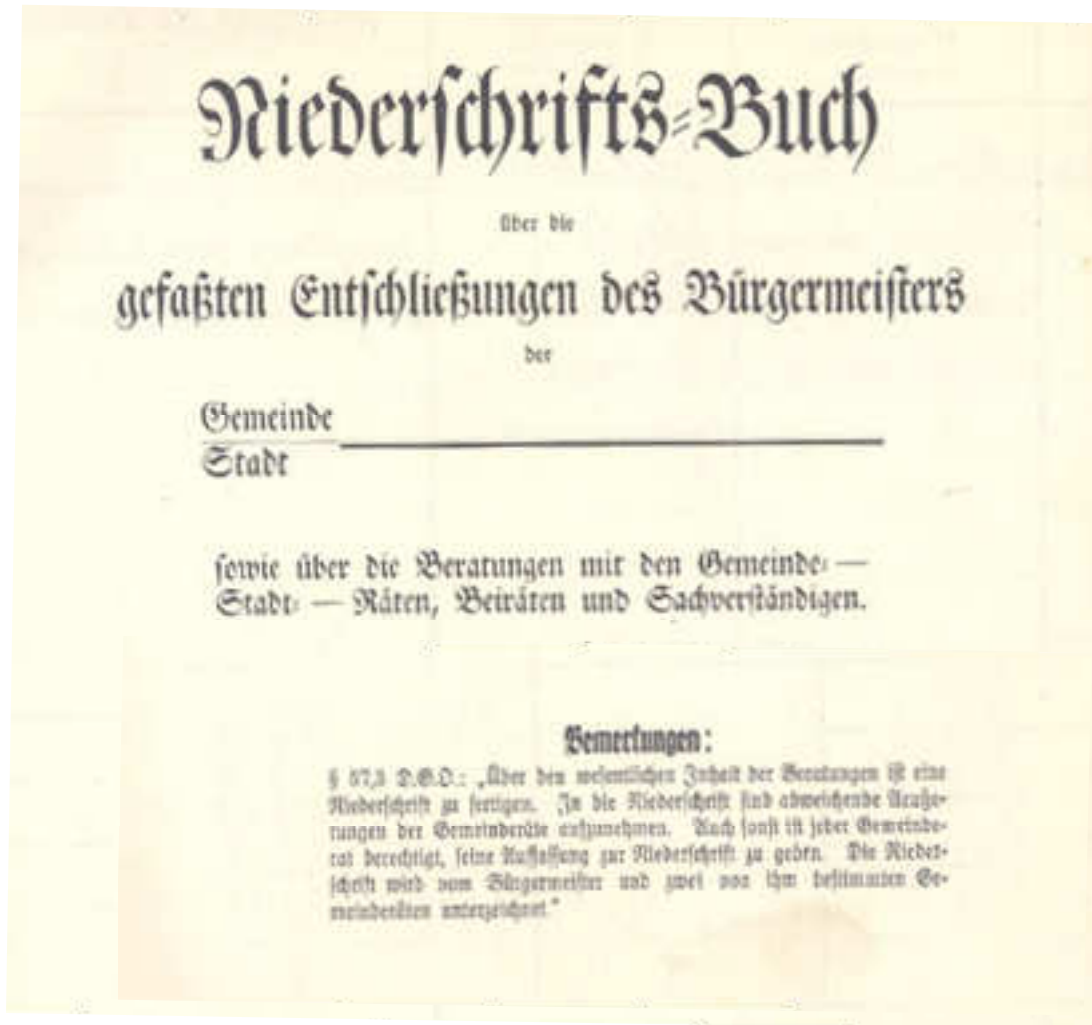 Niederschrifts-Buch
über die
gefaßten Entschließungen des Bürgermeisters
der
Gemeinde
Stadt
sowie über die Beratungen mit den Gemeinde- —
Stadt- — Räten, Beiräten und Sachverständigen.
Bemerkungen:
§ 57,3 D.G.O.: „Über den wesentlichen Inhalt der Beratungen ist eine
Niederschrift zu fertigen. In die Niederschrift sind abweichende Äuße-
rungen der Gemeinderäte aufzunehmen. Auch sonst ist jeder Gemeinde-
rat berechtigt, seine Auffassung zur Niederschrift zu geben. Die Nieder-
schrift wird vom Bürgermeister und zwei von ihm bestimmten Ge-
meinderäten unterzeichnet."